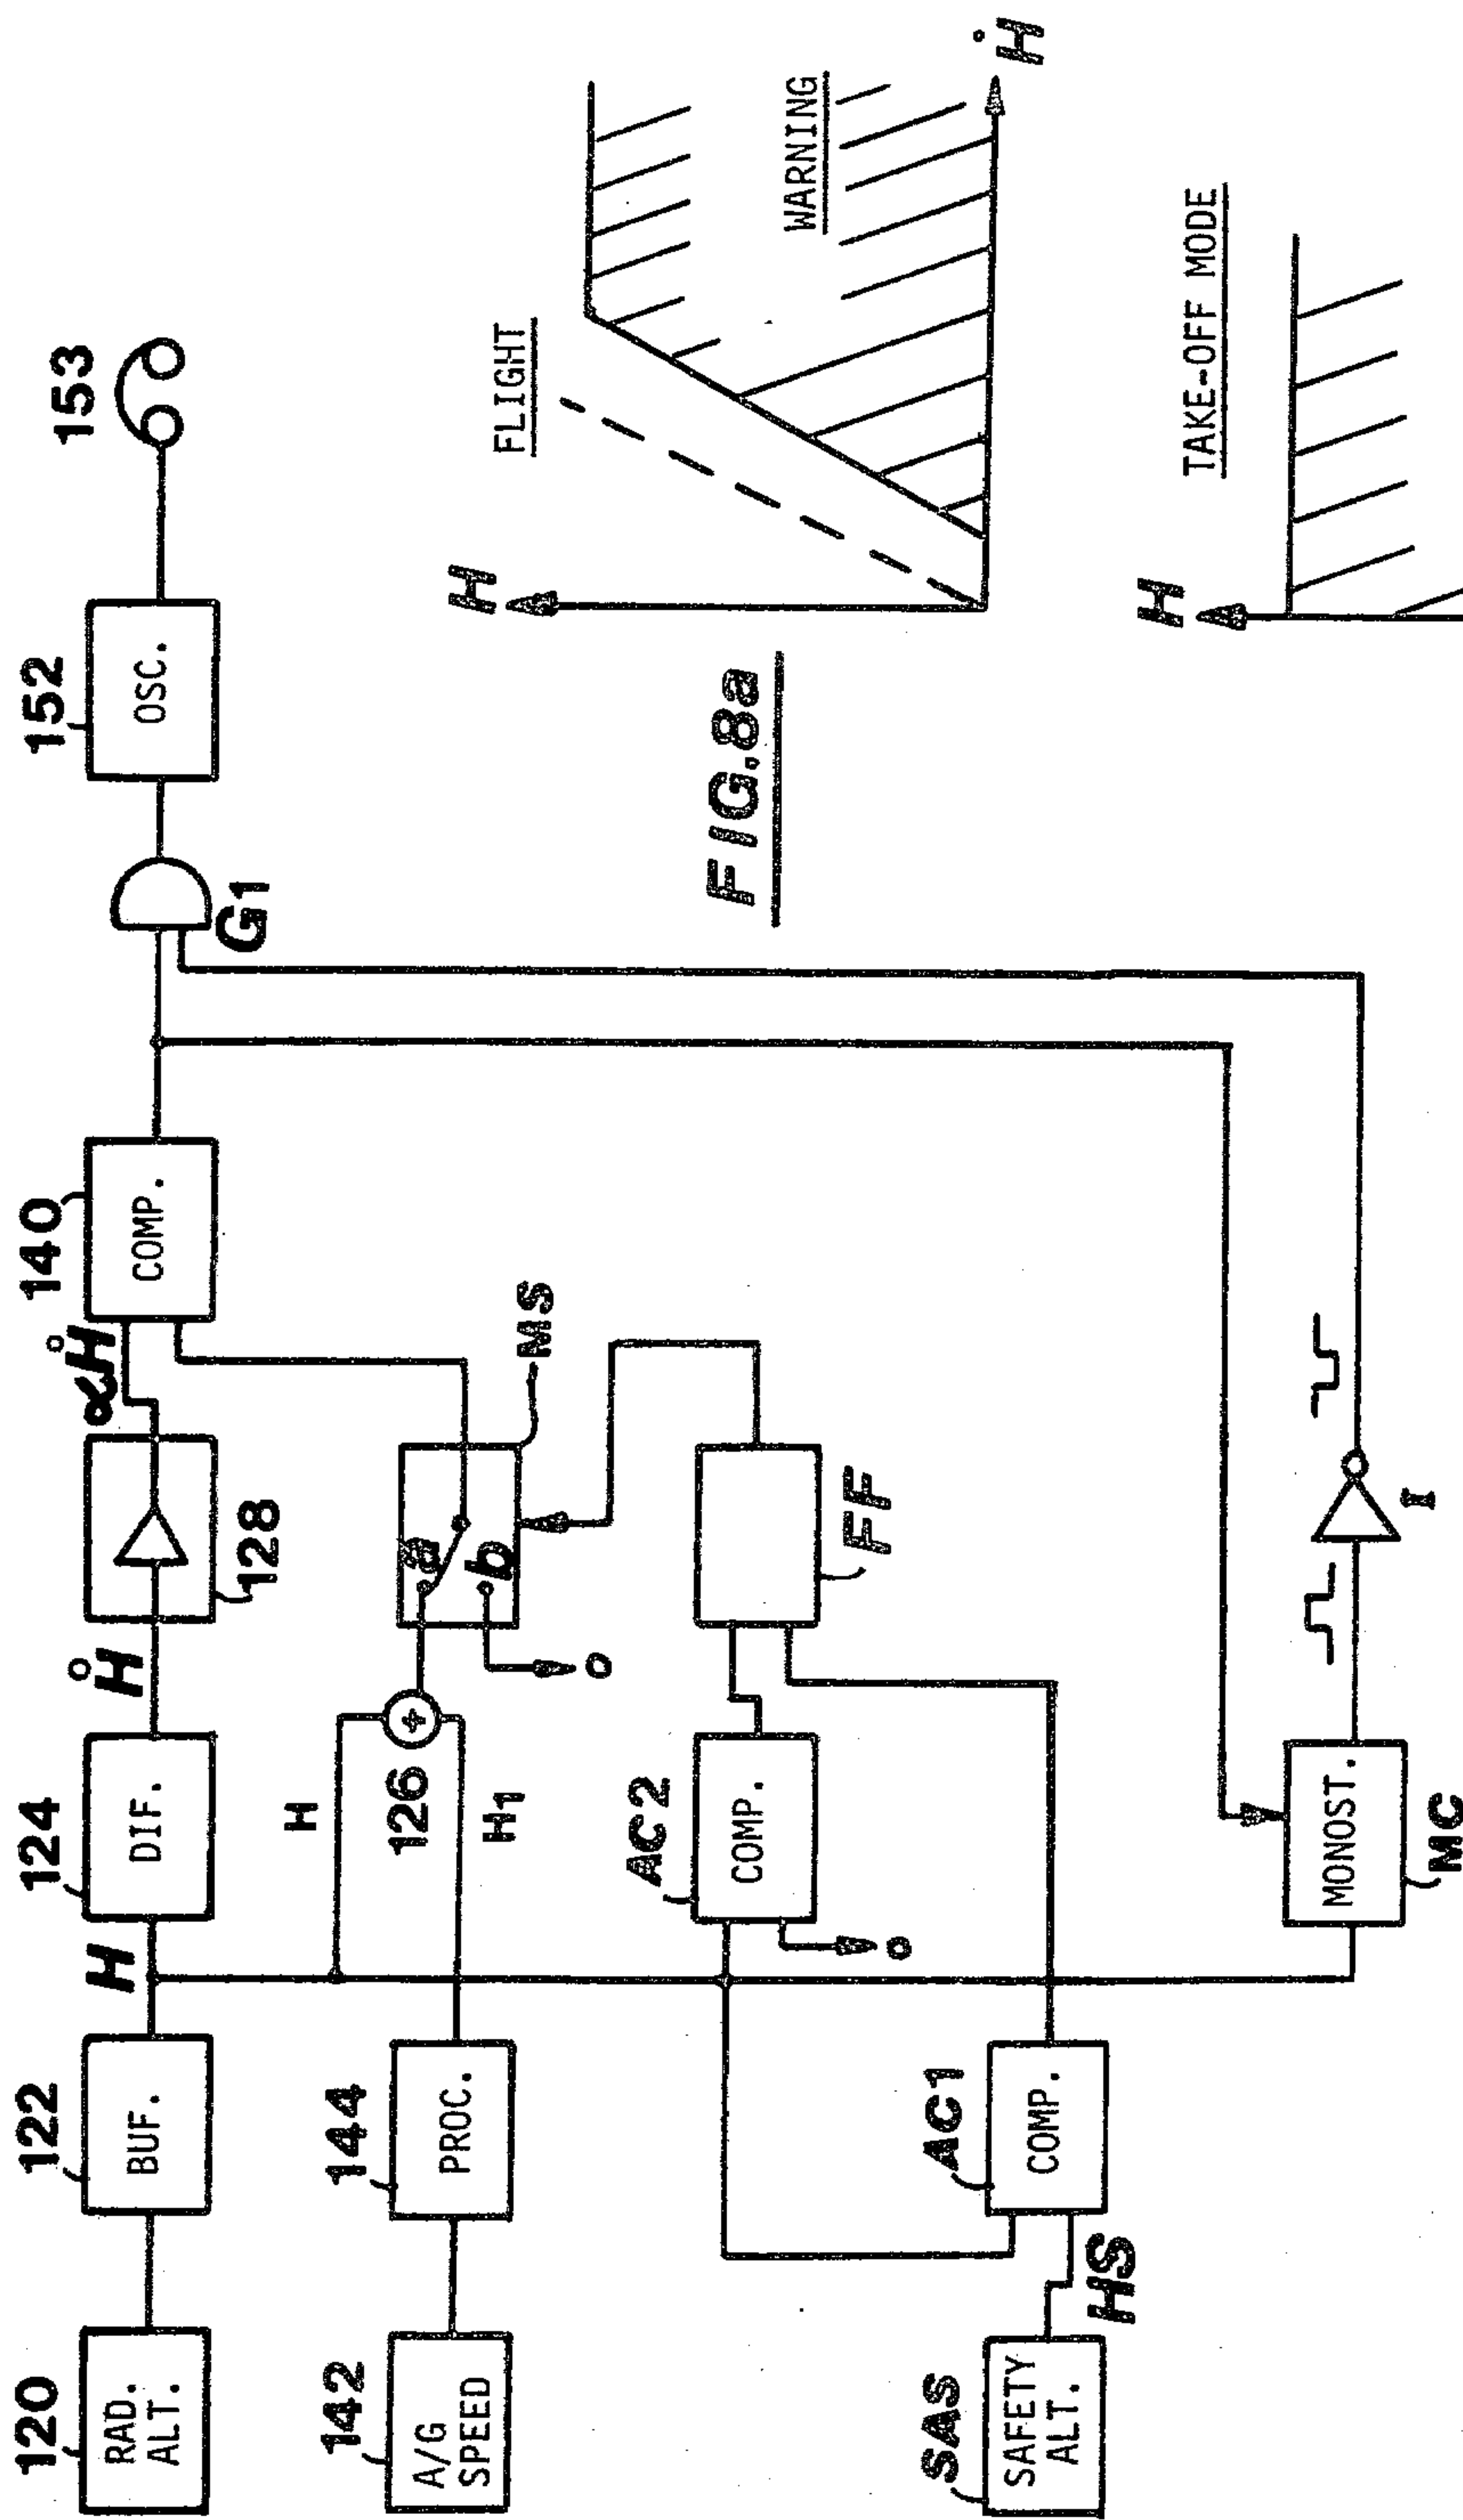 120
RAD.
ALT.
122
BUF.
H
124
DIF.
H̊
128
∝H̊
140
COMP.
G1
152
OSC.
153
142
A/G
SPEED
144
PROC.
H
126
+
H1
a
b
MS
o
SAS
SAFETY
ALT.
HS
AC1
COMP.
AC2
COMP.
o
FF
MONOST.
MC
I
FIG.8a
H
FLIGHT
WARNING
Ḣ
H
TAKE-OFF MODE